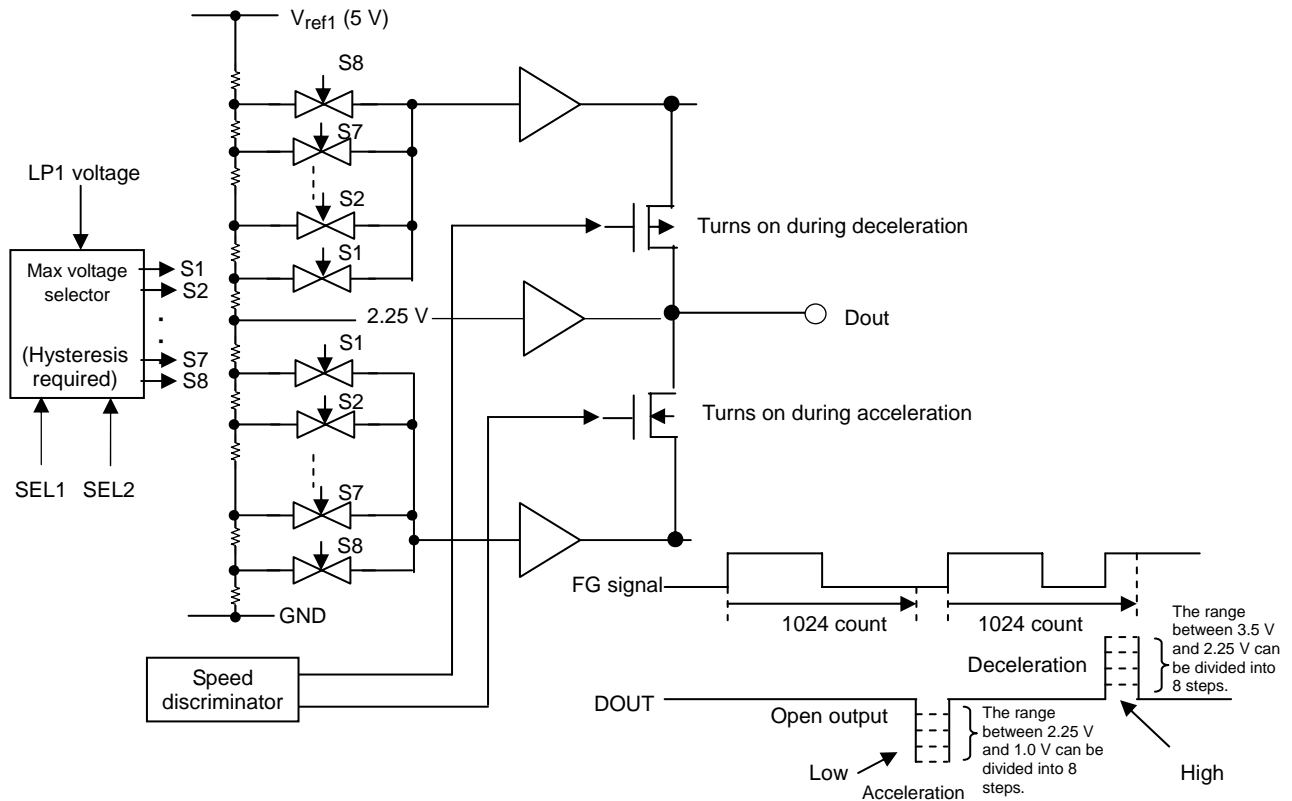 Vref1 (5 V)
S8
S7
S2
S1
LP1 voltage
Max voltage
selector
(Hysteresis
required)
S1
S2
S7
S8
SEL1
SEL2
Turns on during deceleration
2.25 V
Dout
S1
S2
S7
S8
Turns on during acceleration
GND
Speed
discriminator
FG signal
1024 count
1024 count
The range
between 3.5 V
and 2.25 V can
be divided into
8 steps.
Deceleration
DOUT
Open output
The range
between 2.25 V
and 1.0 V can be
divided into 8
steps.
Low
High
Acceleration